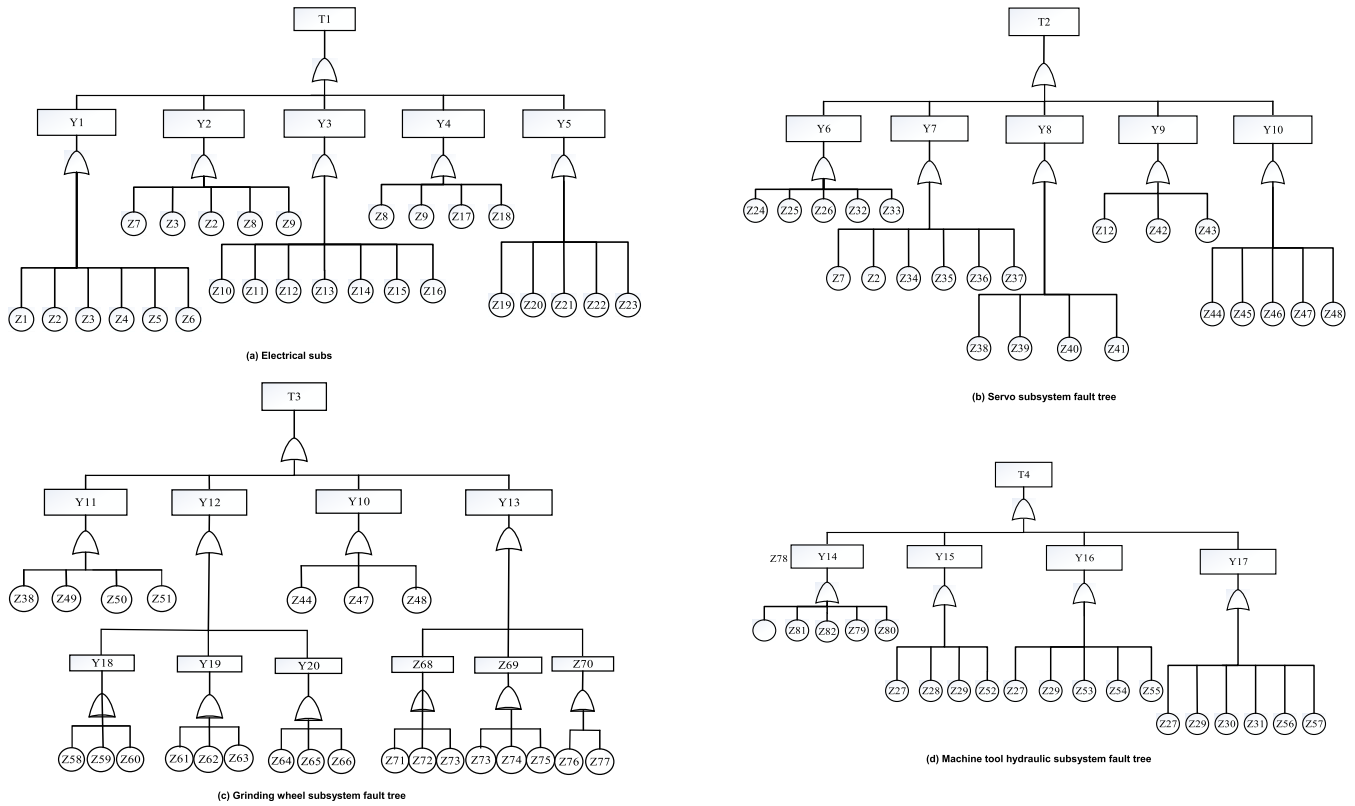 T1
Y1 Y2 Y3 Y4 Y5
Z7 Z3 Z2 Z8 Z9
Z8 Z9 Z17 Z18
Z10 Z11 Z12 Z13 Z14 Z15 Z16
Z19 Z20 Z21 Z22 Z23
Z1 Z2 Z3 Z4 Z5 Z6
(a) Electrical subs
T2
Y6 Y7 Y8 Y9 Y10
Z24 Z25 Z26 Z32 Z33
Z12 Z42 Z43
Z7 Z2 Z34 Z35 Z36 Z37
Z44 Z45 Z46 Z47 Z48
Z38 Z39 Z40 Z41
(b) Servo subsystem fault tree
T3
Y11 Y12 Y10 Y13
Z38 Z49 Z50 Z51
Z44 Z47 Z48
Y18 Y19 Y20 Z68 Z69 Z70
Z58 Z59 Z60 Z61 Z62 Z63 Z64 Z65 Z66 Z71 Z72 Z73 Z73 Z74 Z75 Z76 Z77
(c) Grinding wheel subsystem fault tree
T4
Z78 Y14 Y15 Y16 Y17
Z81 Z82 Z79 Z80
Z27 Z28 Z29 Z52 Z27 Z29 Z53 Z54 Z55
Z27 Z29 Z30 Z31 Z56 Z57
(d) Machine tool hydraulic subsystem fault tree